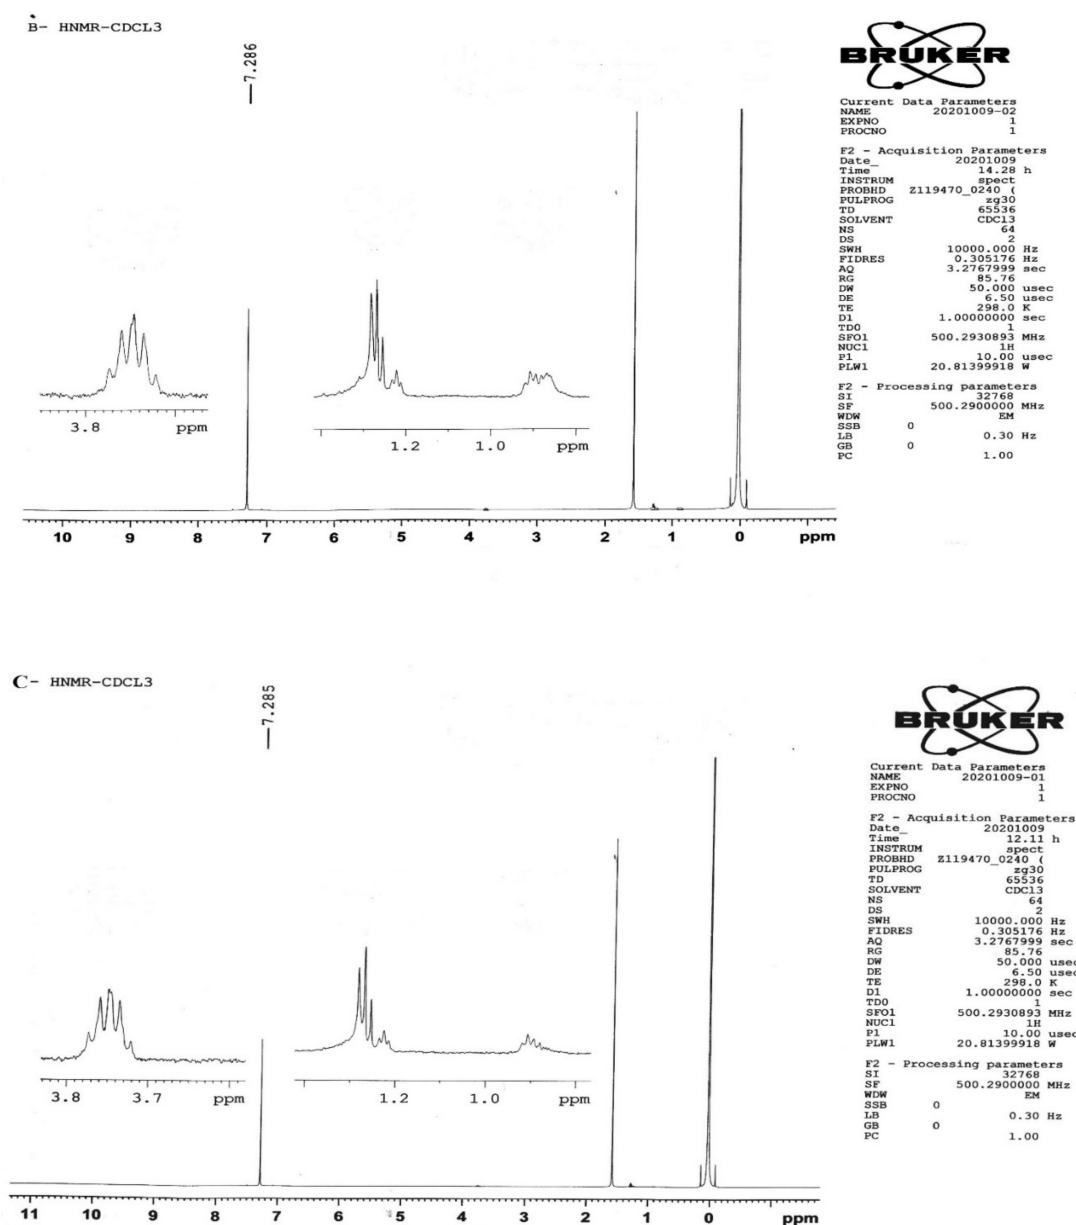 B- HNMR-CDCL3
7.286
BRUKER
Current Data Parameters
NAME 20201009-02
EXPNO 1
PROCNO 1
F2 - Acquisition Parameters
Date_ 20201009
Time 14.28 h
INSTRUM spect
PROBHD Z119470_0240 (
PULPROG zg30
TD 65536
SOLVENT CDCl3
NS 64
DS 2
SWH 10000.000 Hz
FIDRES 0.305176 Hz
AQ 3.2767999 sec
RG 85.76
DW 50.000 usec
DE 6.50 usec
TE 298.0 K
D1 1.00000000 sec
TD0 1
SFO1 500.2930893 MHz
NUC1 1H
P1 10.00 usec
PLW1 20.81399918 W
F2 - Processing parameters
SI 32768
SF 500.2900000 MHz
WDW EM
SSB 0
LB 0.30 Hz
GB 0
PC 1.00
3.8 ppm
1.2 1.0 ppm
10 9 8 7 6 5 4 3 2 1 0 ppm
C- HNMR-CDCL3
7.285
BRUKER
Current Data Parameters
NAME 20201009-01
EXPNO 1
PROCNO 1
F2 - Acquisition Parameters
Date_ 20201009
Time 12.11 h
INSTRUM spect
PROBHD Z119470_0240 (
PULPROG zg30
TD 65536
SOLVENT CDCl3
NS 64
DS 2
SWH 10000.000 Hz
FIDRES 0.305176 Hz
AQ 3.2767999 sec
RG 85.76
DW 50.000 usec
DE 6.50 usec
TE 298.0 K
D1 1.00000000 sec
TD0 1
SFO1 500.2930893 MHz
NUC1 1H
P1 10.00 usec
PLW1 20.81399918 W
F2 - Processing parameters
SI 32768
SF 500.2900000 MHz
WDW EM
SSB 0
LB 0.30 Hz
GB 0
PC 1.00
3.8 3.7 ppm
1.2 1.0 ppm
11 10 9 8 7 6 5 4 3 2 1 0 ppm